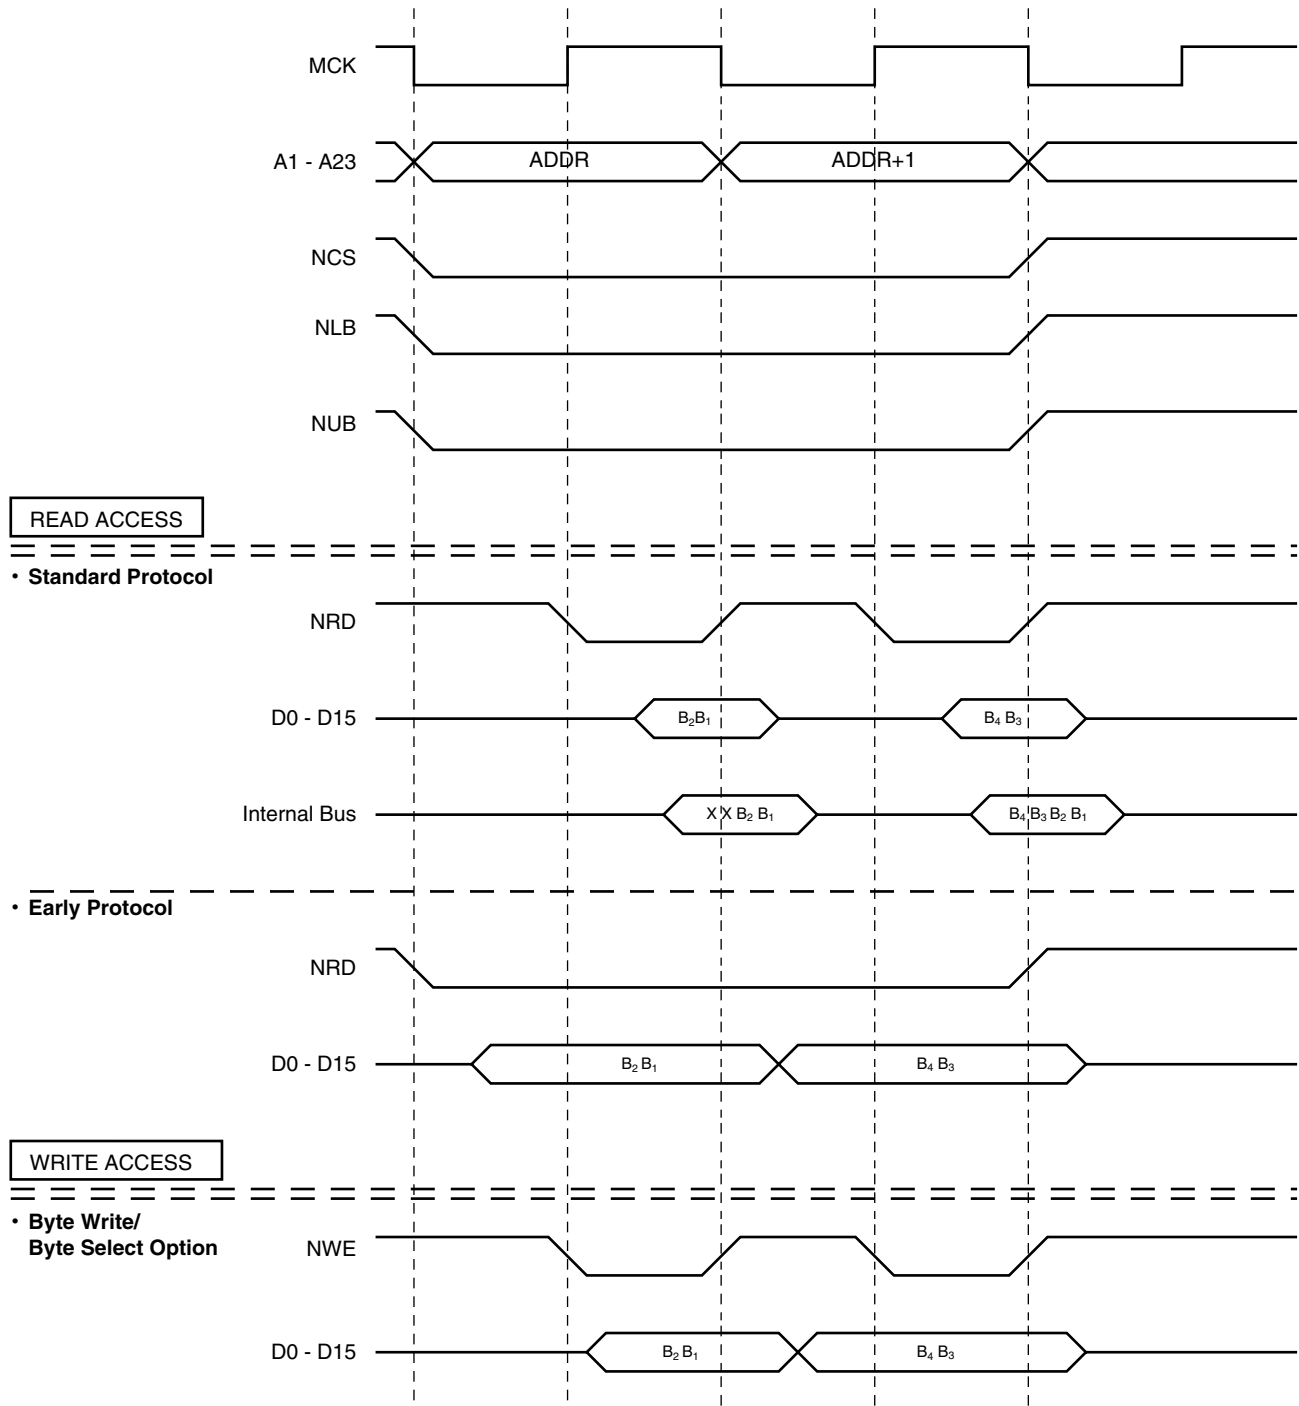 MCK
A1 - A23 ADDR ADDR+1
NCS
NLB
NUB
READ ACCESS
• Standard Protocol
NRD
D0 - D15 B₂B₁ B₄ B₃
Internal Bus X X B₂ B₁ B₄ B₃ B₂ B₁
• Early Protocol
NRD
D0 - D15 B₂ B₁ B₄ B₃
WRITE ACCESS
• Byte Write/
Byte Select Option NWE
D0 - D15 B₂ B₁ B₄ B₃